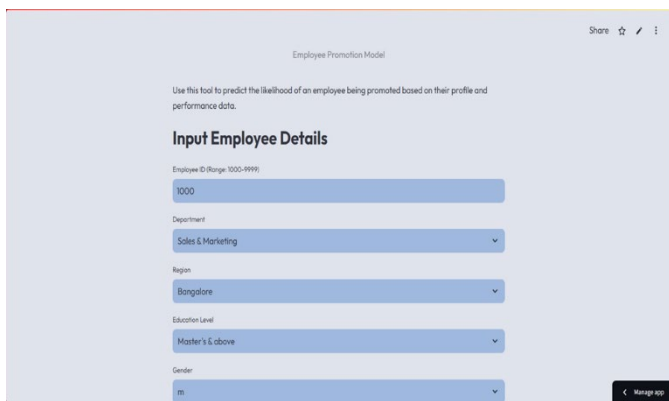 Share
Employee Promotion Model
Use this tool to predict the likelihood of an employee being promoted based on their profile and
performance data.
Input Employee Details
Employee ID (Range: 1000-9999)
1000
Department
Sales & Marketing
Region
Bangalore
Education Level
Master's & above
Gender
m
Manage app